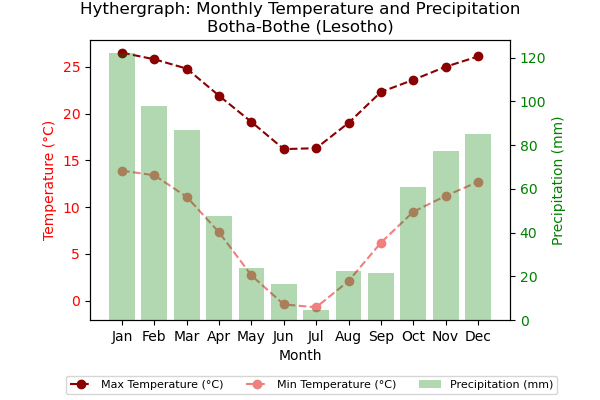 Hythergraph: Monthly Temperature and Precipitation
Botha-Bothe (Lesotho)
Temperature (°C)
25
20
15
10
5
0
Precipitation (mm)
120
100
80
60
40
20
0
Jan Feb Mar Apr May Jun Jul Aug Sep Oct Nov Dec
Month
Max Temperature (°C) Min Temperature (°C) Precipitation (mm)